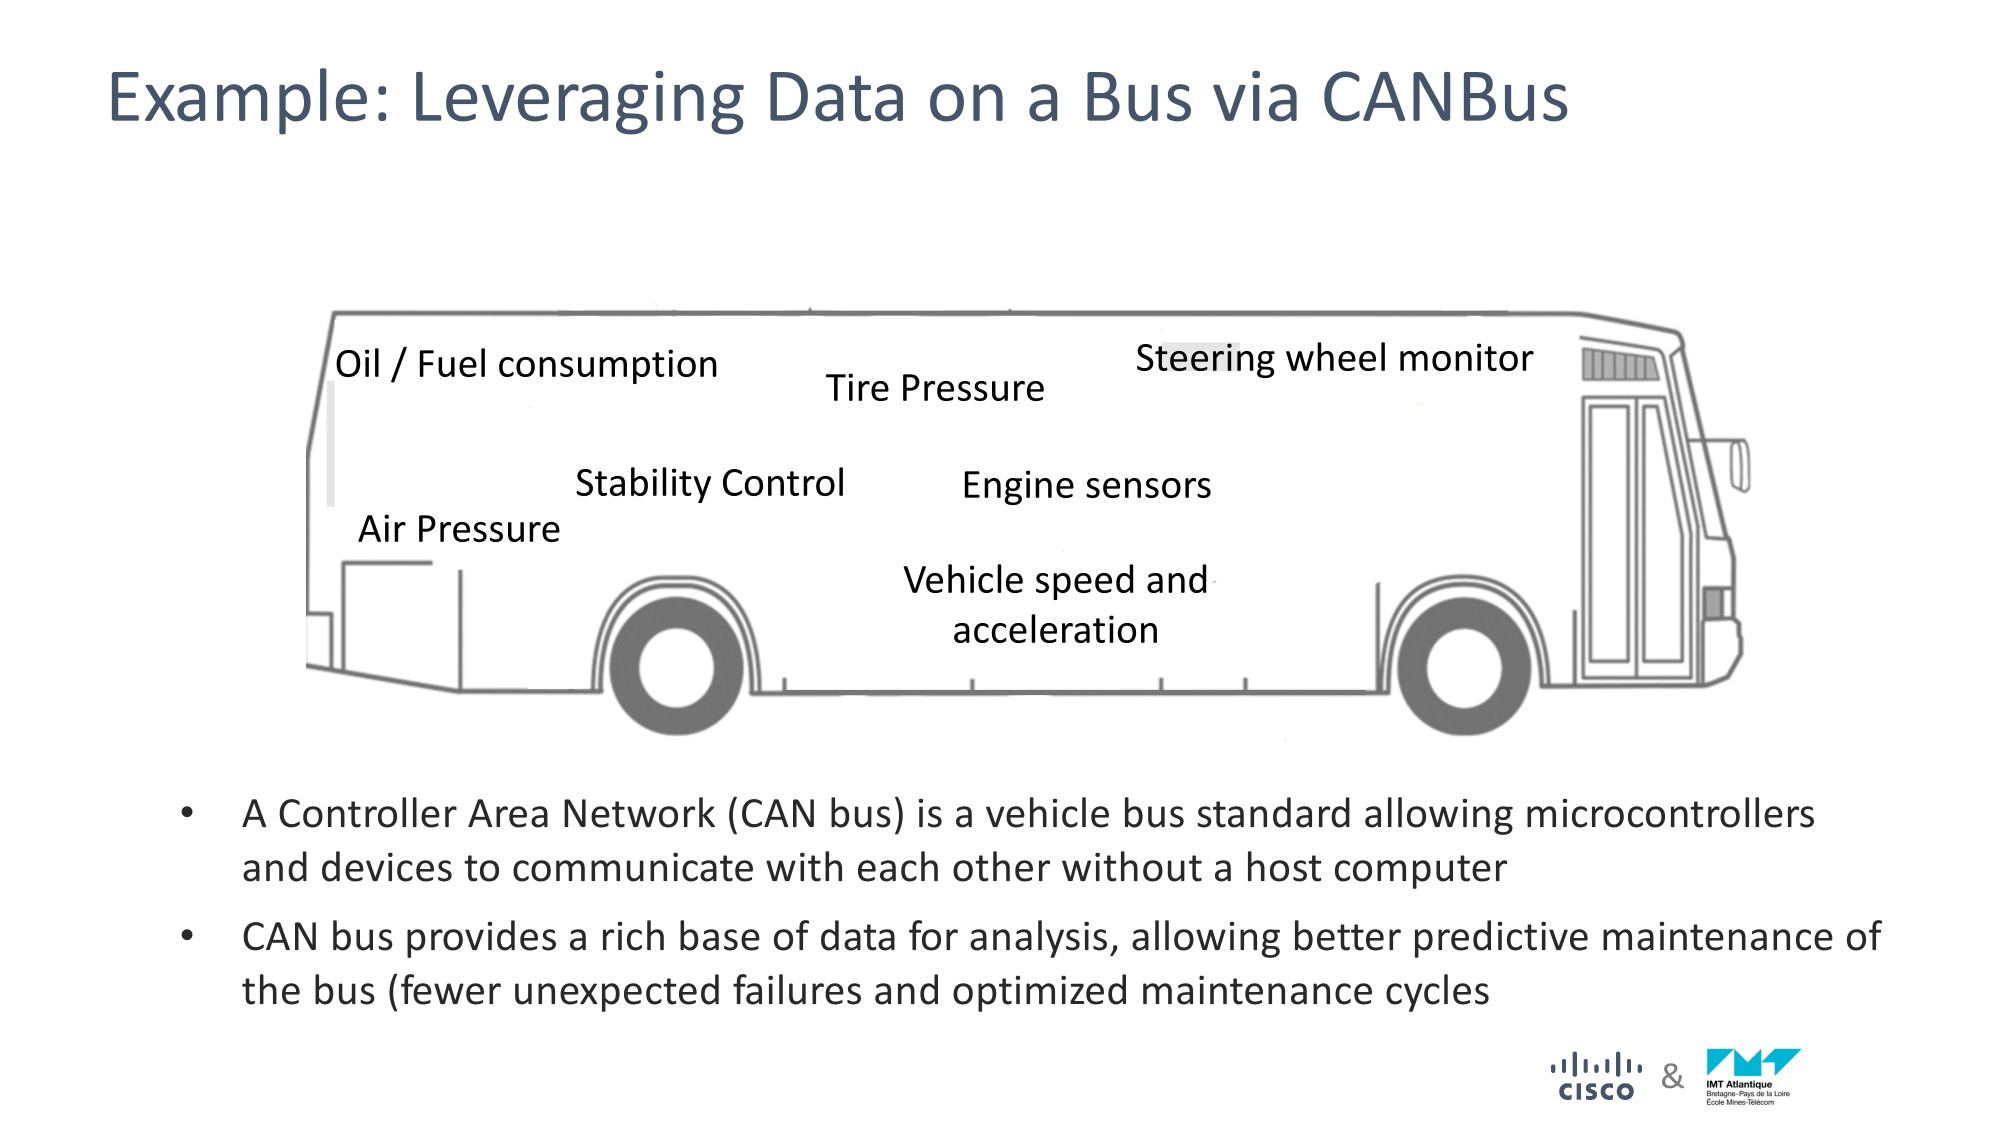 Example: Leveraging Data on a Bus via CANBus
Oil / Fuel consumption
Tire Pressure
Steering wheel monitor
Stability Control
Engine sensors
Air Pressure
Vehicle speed and
acceleration
• A Controller Area Network (CAN bus) is a vehicle bus standard allowing microcontrollers
and devices to communicate with each other without a host computer
• CAN bus provides a rich base of data for analysis, allowing better predictive maintenance of
the bus (fewer unexpected failures and optimized maintenance cycles
CISCO
&
IMT Atlantique
Bretagne-Pays de la Loire
École Mines-Télécom